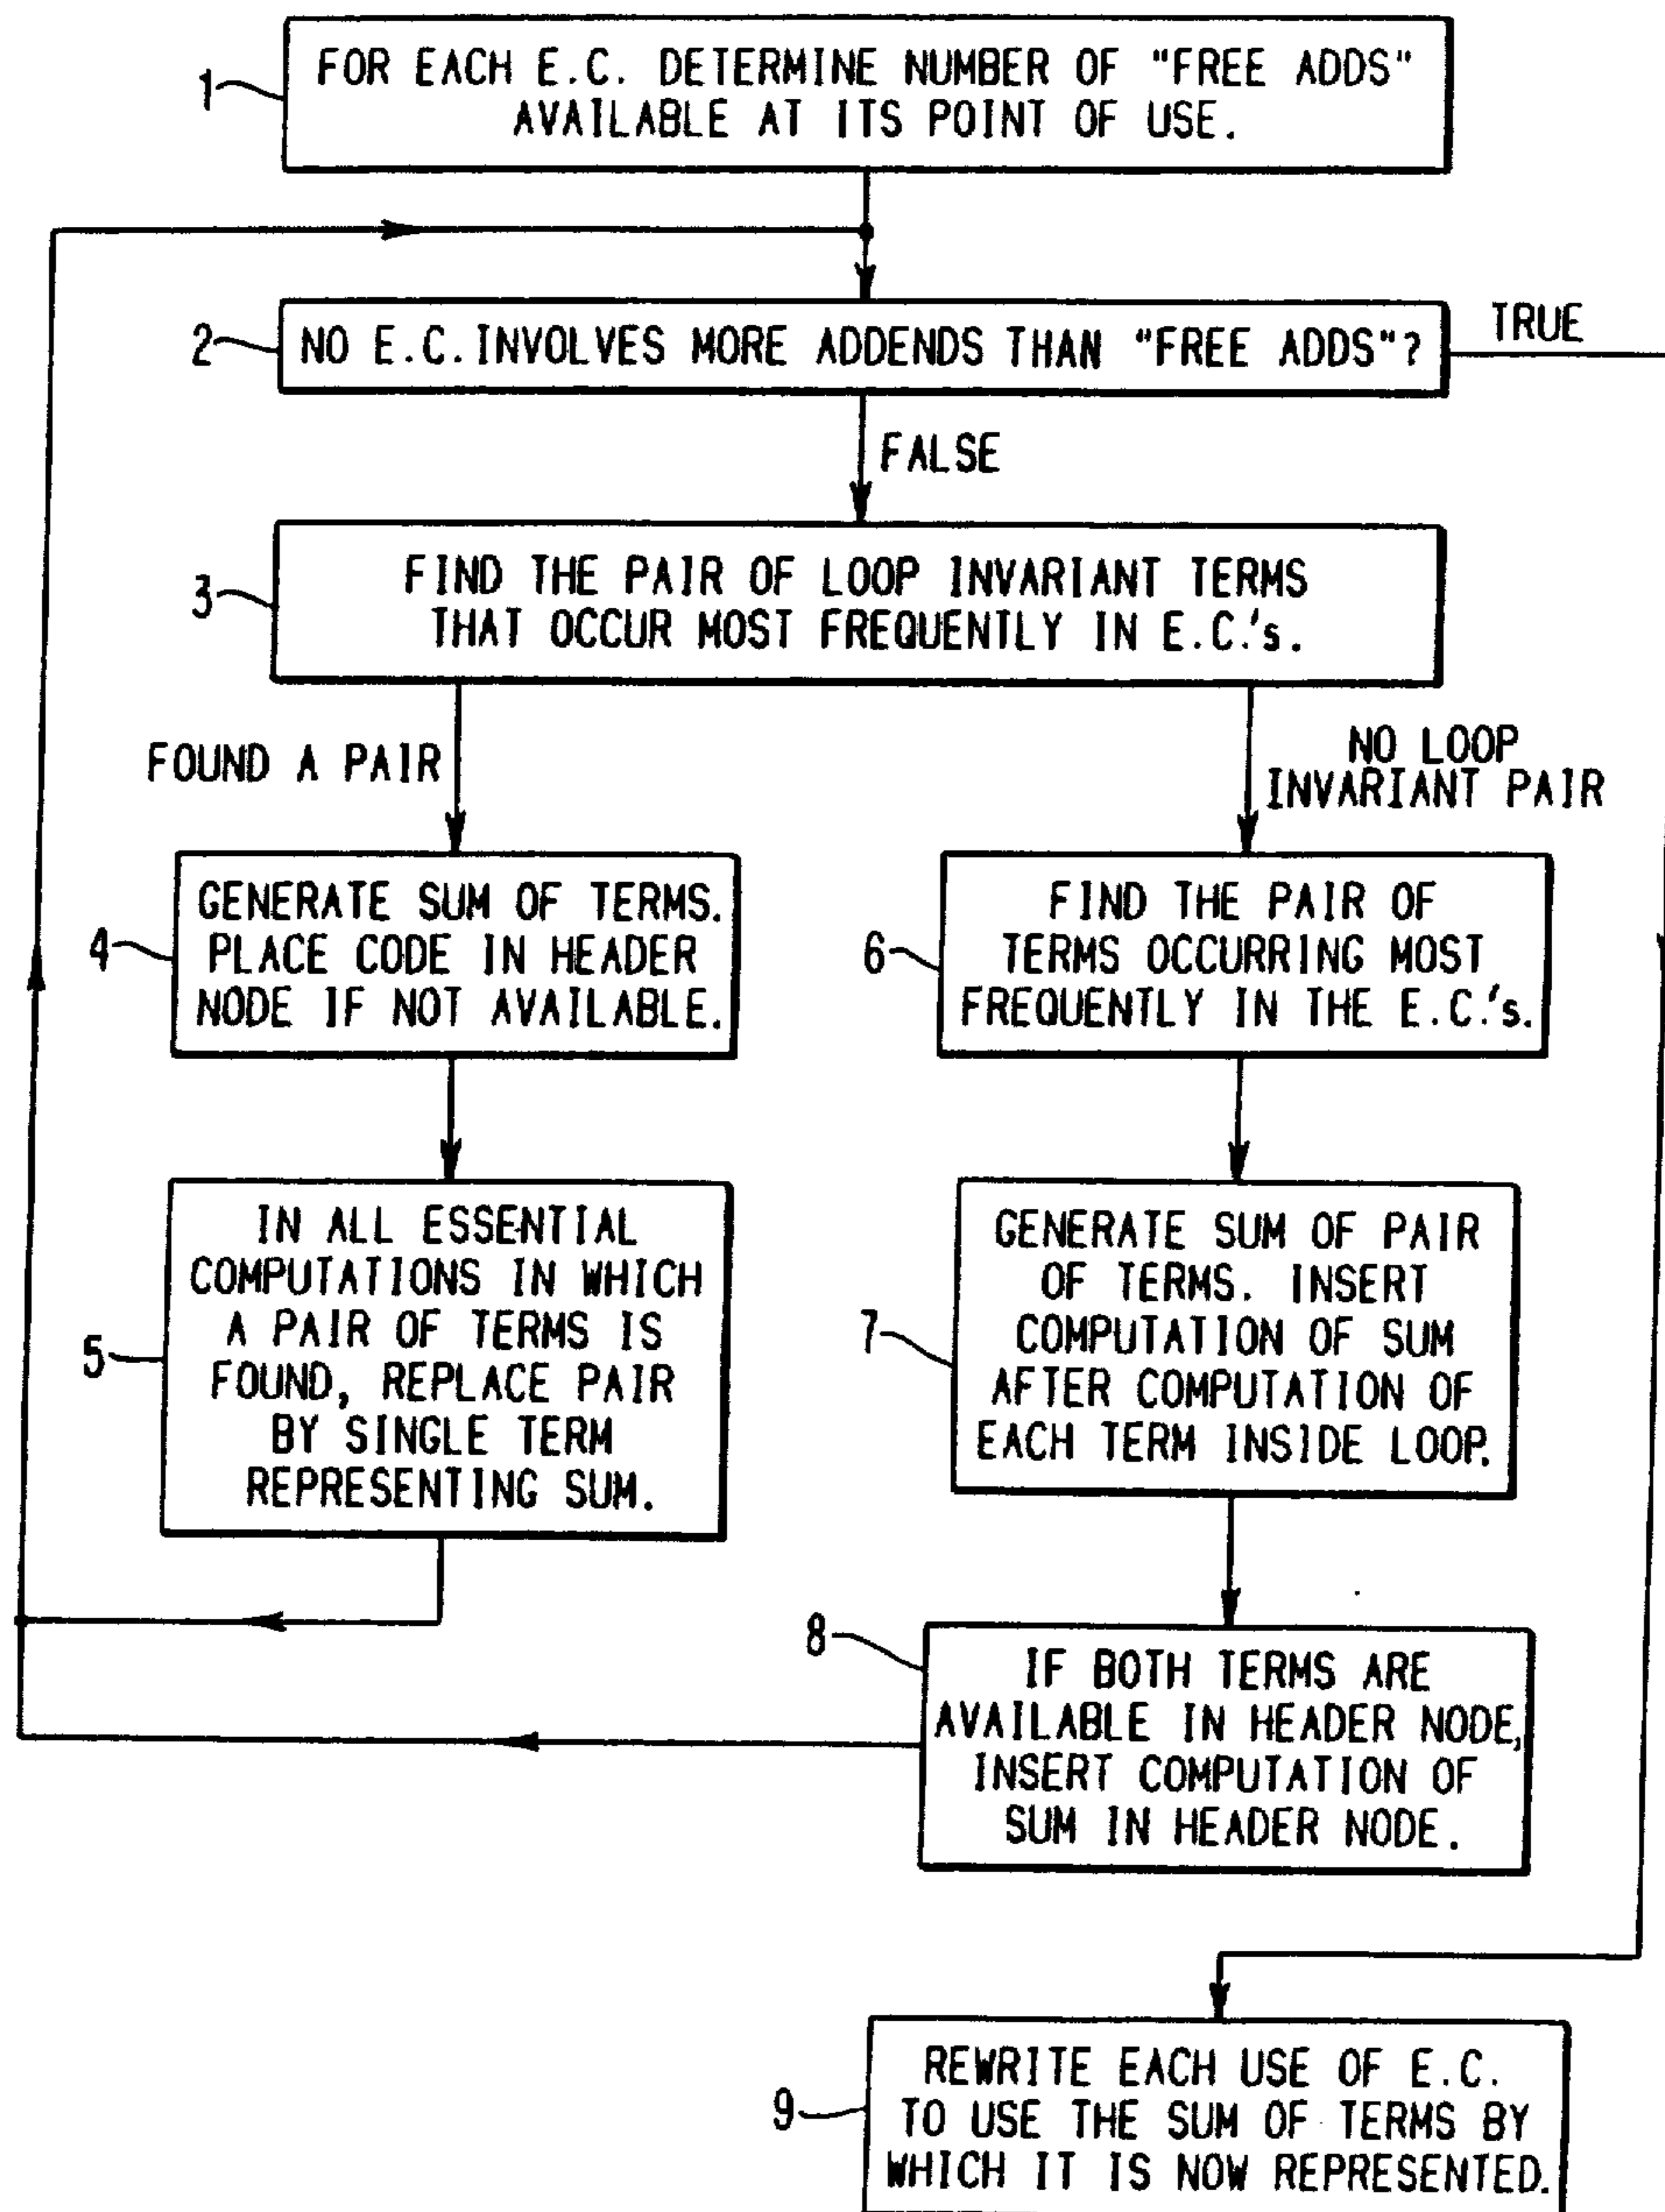 1
FOR EACH E.C. DETERMINE NUMBER OF "FREE ADDS"
AVAILABLE AT ITS POINT OF USE.
2
NO E.C. INVOLVES MORE ADDENDS THAN "FREE ADDS"?
TRUE
FALSE
3
FIND THE PAIR OF LOOP INVARIANT TERMS
THAT OCCUR MOST FREQUENTLY IN E.C.'s.
FOUND A PAIR
NO LOOP
INVARIANT PAIR
4
GENERATE SUM OF TERMS.
PLACE CODE IN HEADER
NODE IF NOT AVAILABLE.
5
IN ALL ESSENTIAL
COMPUTATIONS IN WHICH
A PAIR OF TERMS IS
FOUND, REPLACE PAIR
BY SINGLE TERM
REPRESENTING SUM.
6
FIND THE PAIR OF
TERMS OCCURRING MOST
FREQUENTLY IN THE E.C.'s.
7
GENERATE SUM OF PAIR
OF TERMS. INSERT
COMPUTATION OF SUM
AFTER COMPUTATION OF
EACH TERM INSIDE LOOP.
8
IF BOTH TERMS ARE
AVAILABLE IN HEADER NODE,
INSERT COMPUTATION OF
SUM IN HEADER NODE.
9
REWRITE EACH USE OF E.C.
TO USE THE SUM OF TERMS BY
WHICH IT IS NOW REPRESENTED.